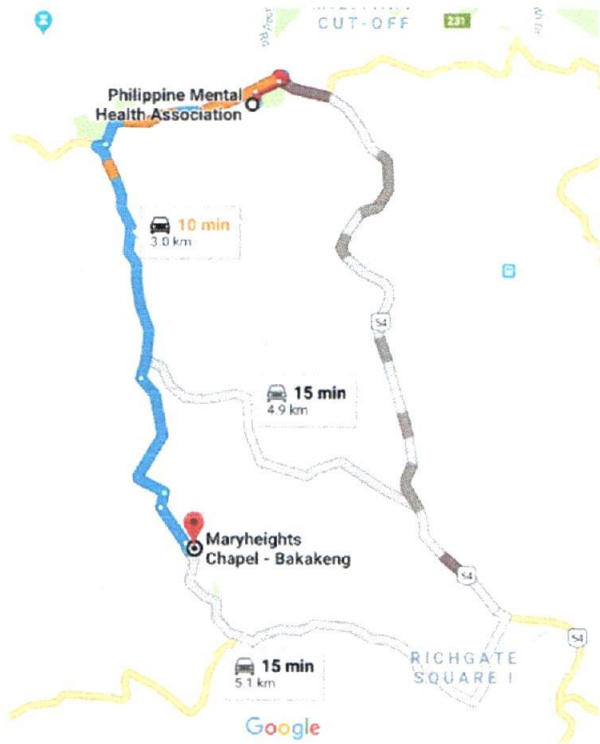 CUT-OFF
231
Philippine Mental
Health Association
10 min
3.0 km
54
15 min
4.9 km
Maryheights
Chapel - Bakakeng
54
54
15 min
5.1 km
RICHGATE
SQUARE I
Google